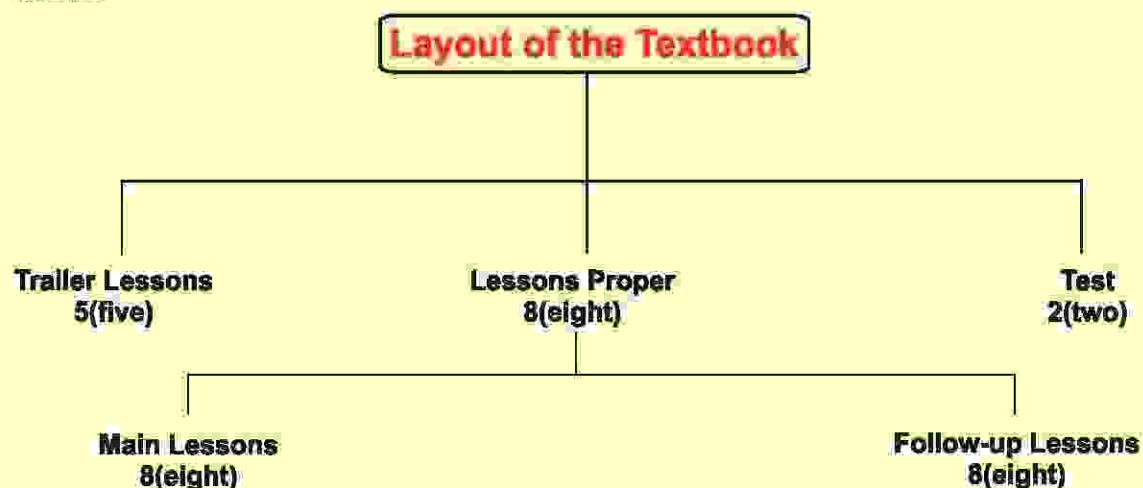 Layout of the Textbook
Trailer Lessons
5(five)
Lessons Proper
8(eight)
Test
2(two)
Main Lessons
8(eight)
Follow-up Lessons
8(eight)